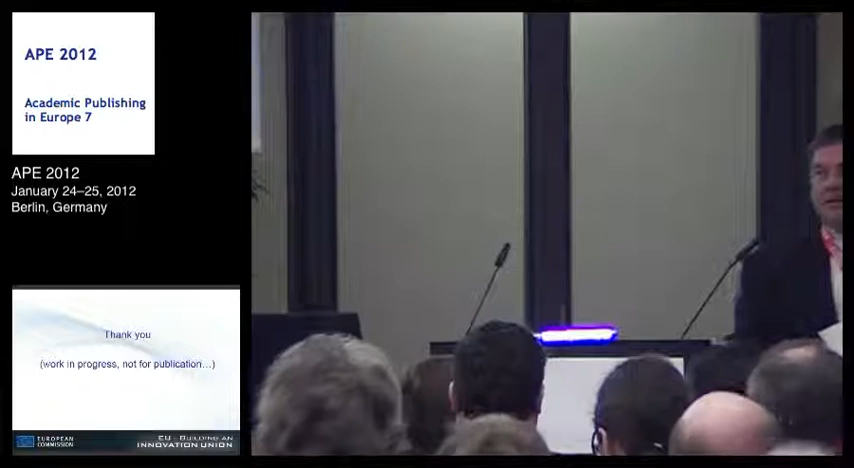 APE 2012
Academic Publishing
in Europe 7
APE 2012
January 24–25, 2012
Berlin, Germany
Thank you
(work in progress, not for publication...)
EUROPEAN
COMMISSION
EU - BUILDING AN
INNOVATION UNION